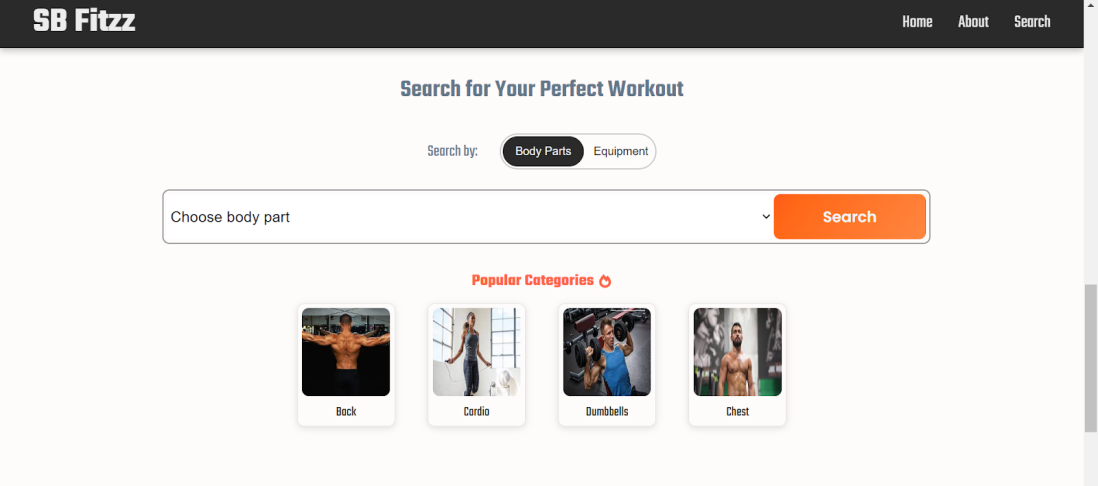 SB Fitzz
Home About Search
Search for Your Perfect Workout
Search by: Body Parts Equipment
Choose body part Search
Popular Categories
Back Cardio Dumbbells Chest